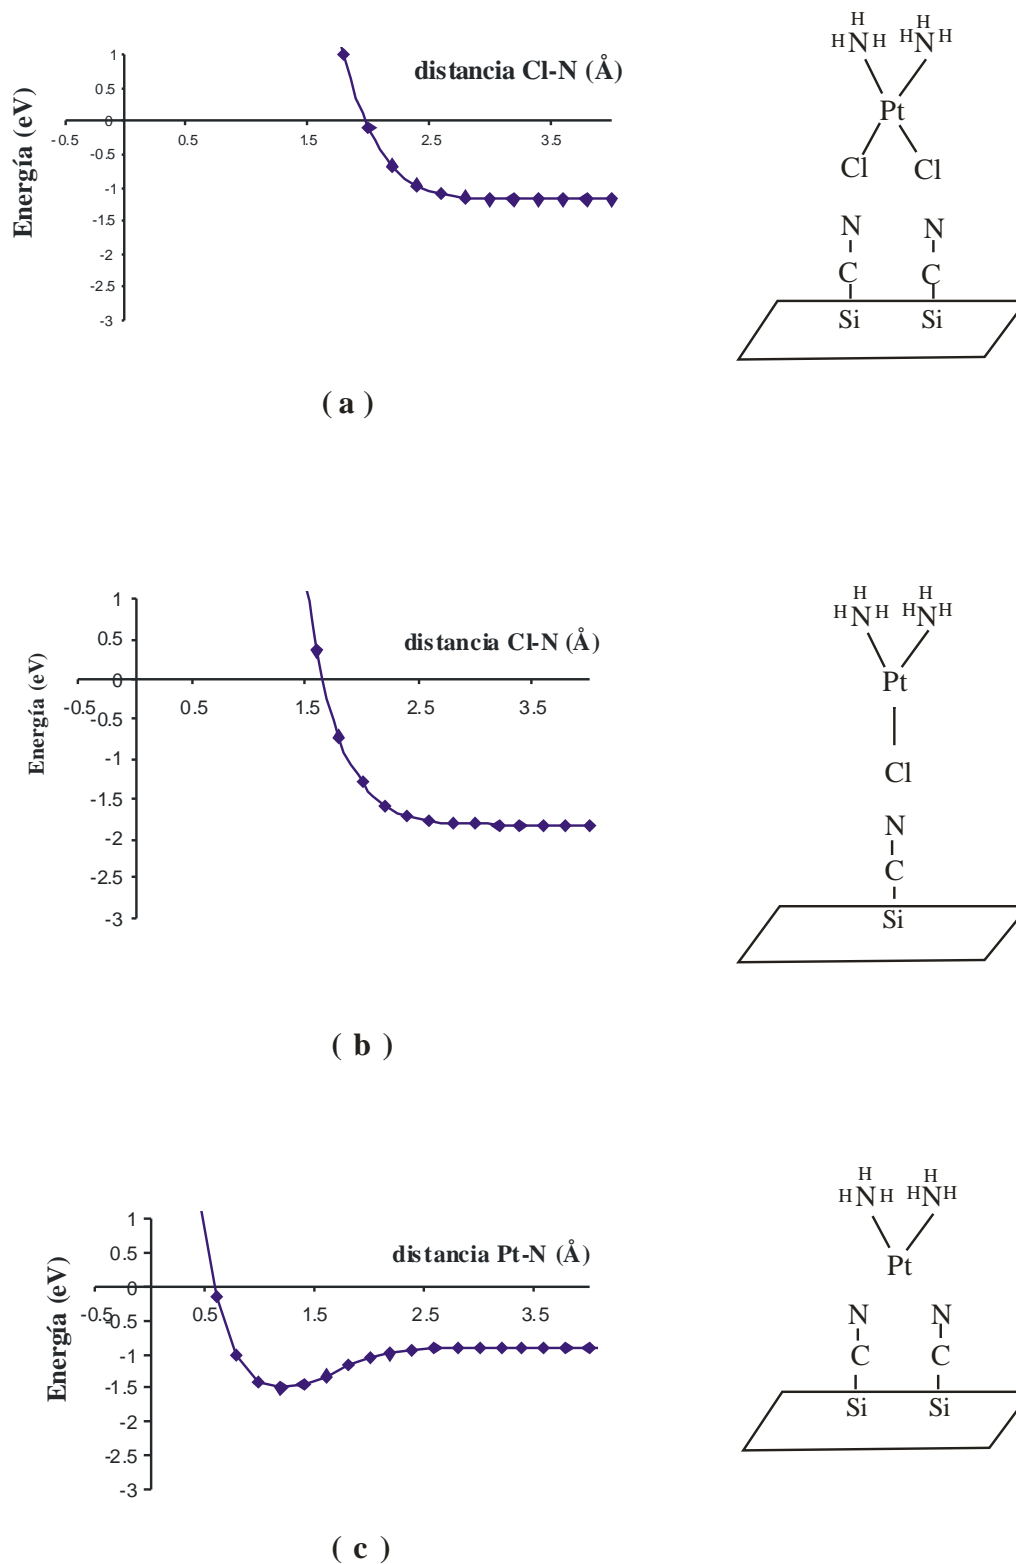 distancia Cl-N (Å)
Energía (eV)
1
0.5
0
-0.5
-1
-1.5
-2
-2.5
-3
-0.5 0.5 1.5 2.5 3.5
H H
HNH HNH
Pt
Cl Cl
N N
C C
Si Si
( a )
distancia Cl-N (Å)
Energía (eV)
1
0.5
0
-0.5
-1
-1.5
-2
-2.5
-3
-0.5 0.5 1.5 2.5 3.5
H H
HNH HNH
Pt
Cl
N
C
Si
( b )
distancia Pt-N (Å)
Energía (eV)
1
0.5
0
-0.5
-1
-1.5
-2
-2.5
-3
-0.5 0.5 1.5 2.5 3.5
H H
HNH HNH
Pt
N N
C C
Si Si
( c )